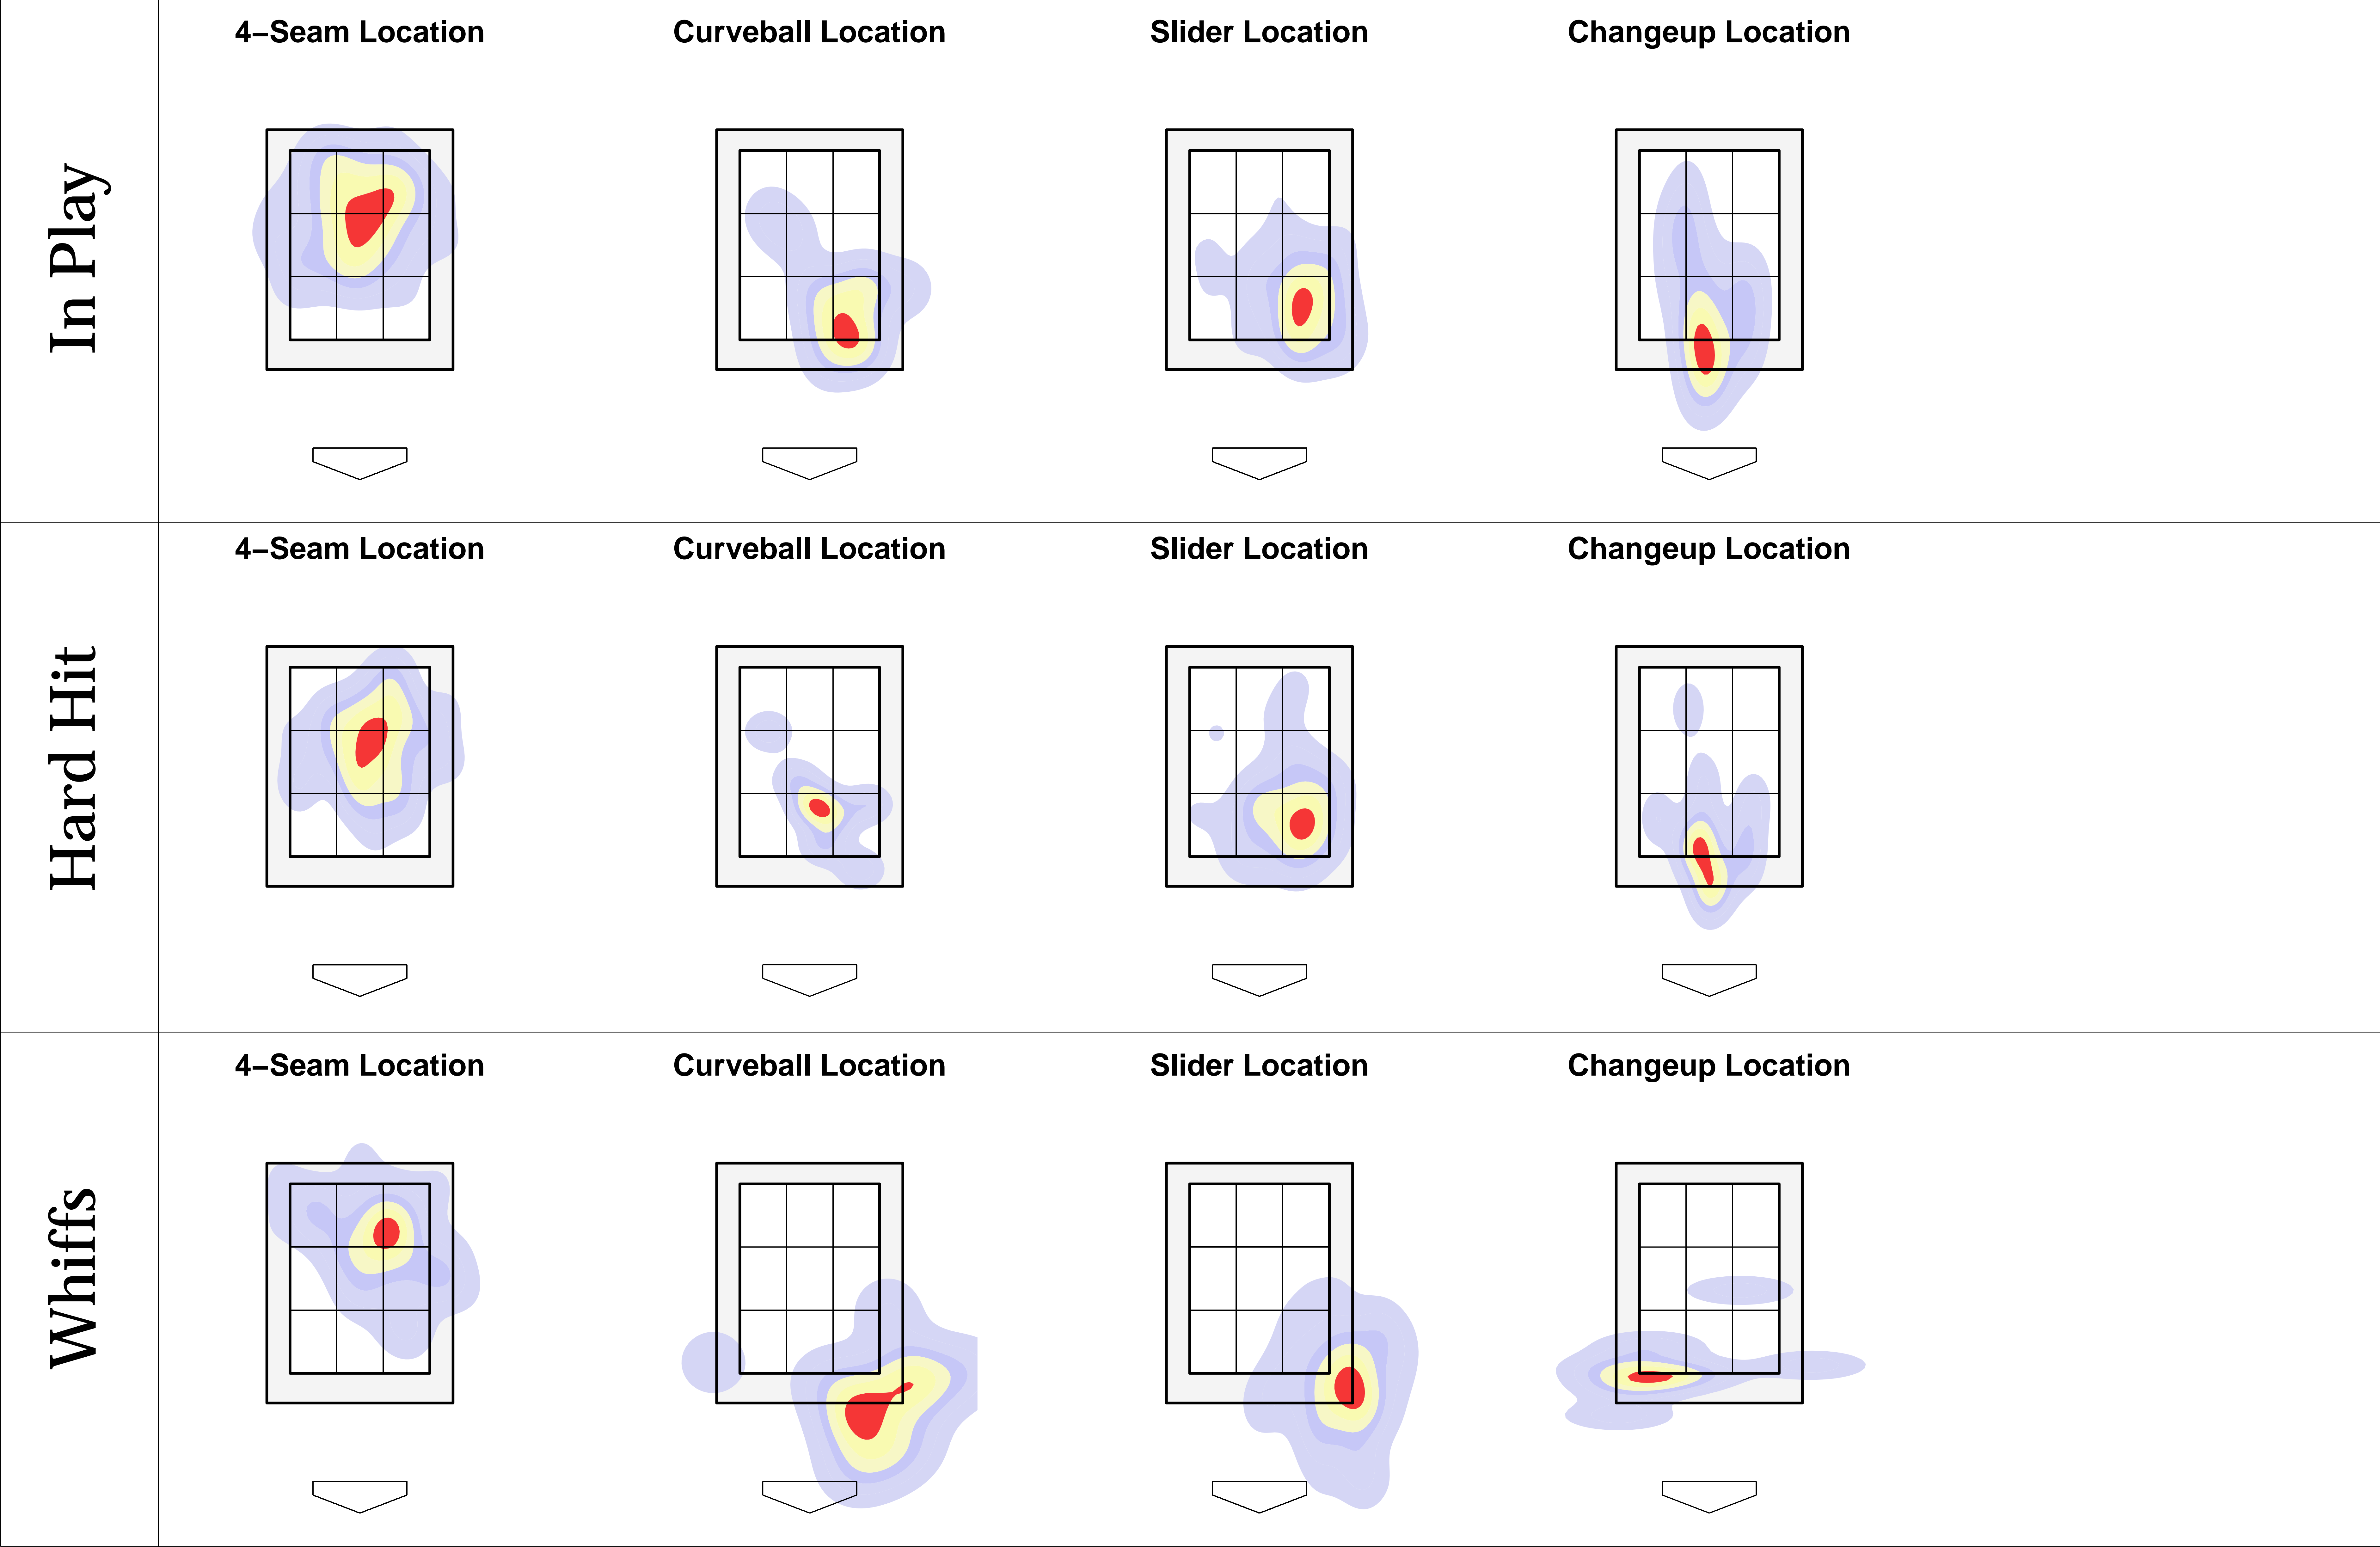 4–Seam Location
Curveball Location
Slider Location
Changeup Location
In Play
4–Seam Location
Curveball Location
Slider Location
Changeup Location
Hard Hit
4–Seam Location
Curveball Location
Slider Location
Changeup Location
Whiffs